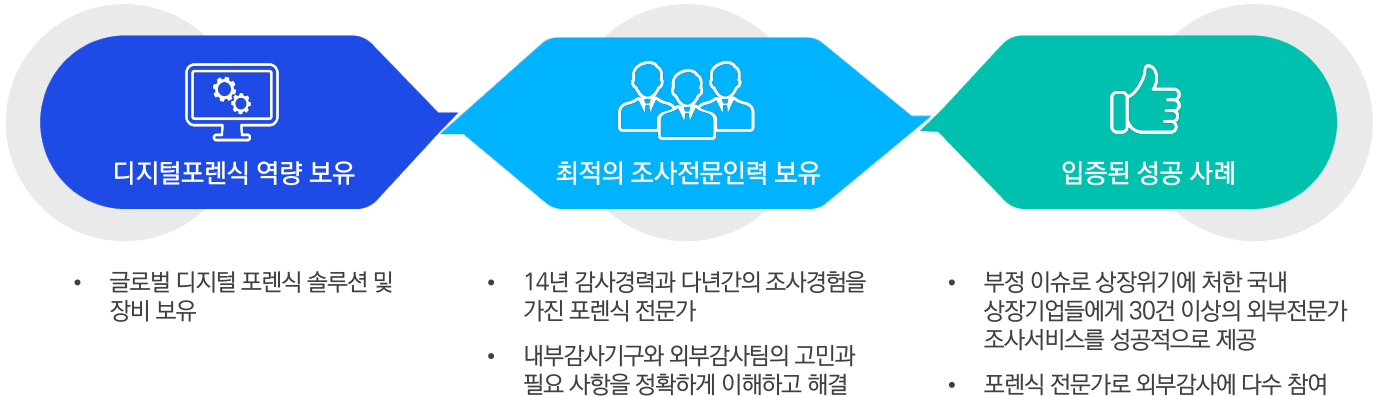 디지털포렌식 역량 보유
최적의 조사전문인력 보유
입증된 성공 사례
• 글로벌 디지털 포렌식 솔루션 및
장비 보유
• 14년 감사경력과 다년간의 조사경험을
가진 포렌식 전문가
• 내부감사기구와 외부감사팀의 고민과
필요 사항을 정확하게 이해하고 해결
• 부정 이슈로 상장위기에 처한 국내
상장기업들에게 30건 이상의 외부전문가
조사서비스를 성공적으로 제공
• 포렌식 전문가로 외부감사에 다수 참여